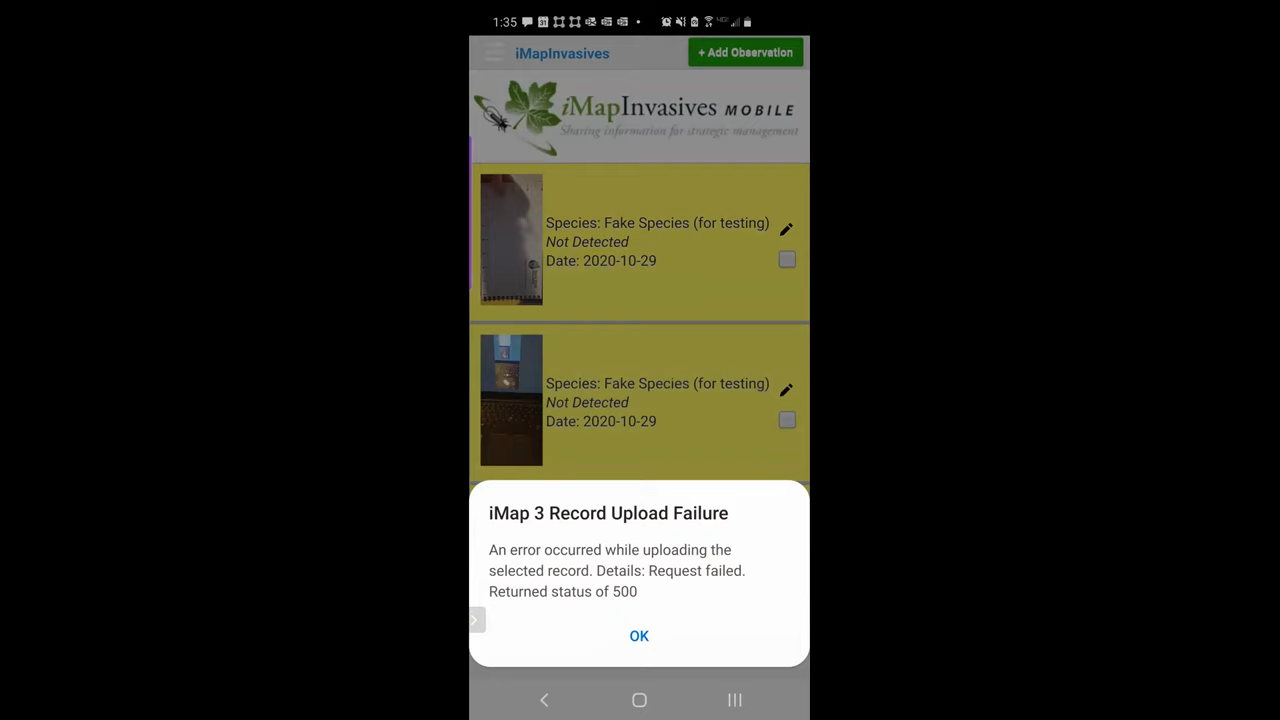 1:35
iMapInvasives
+ Add Observation
iMapInvasives MOBILE
Sharing information for strategic management
Species: Fake Species (for testing)
Not Detected
Date: 2020-10-29
Species: Fake Species (for testing)
Not Detected
Date: 2020-10-29
iMap 3 Record Upload Failure
An error occurred while uploading the
selected record. Details: Request failed.
Returned status of 500
OK